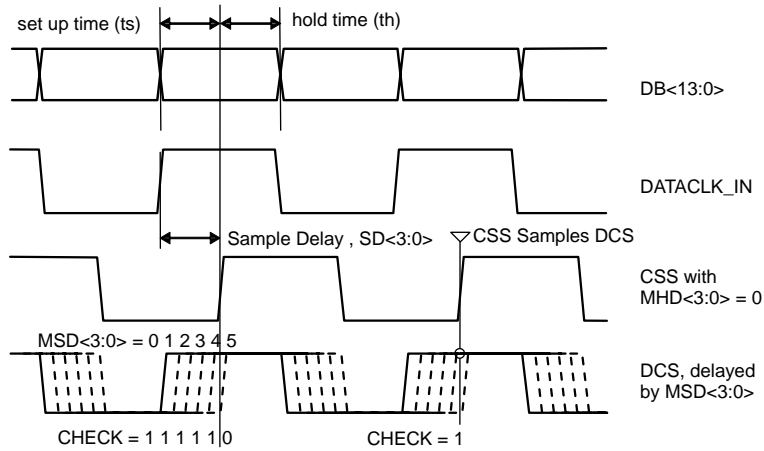 set up time (ts)
hold time (th)
DB<13:0>
DATACLK_IN
Sample Delay , SD<3:0>
CSS Samples DCS
CSS with
MHD<3:0> = 0
MSD<3:0> = 0 1 2 3 4 5
DCS, delayed
by MSD<3:0>
CHECK = 1 1 1 1 1 0
CHECK = 1